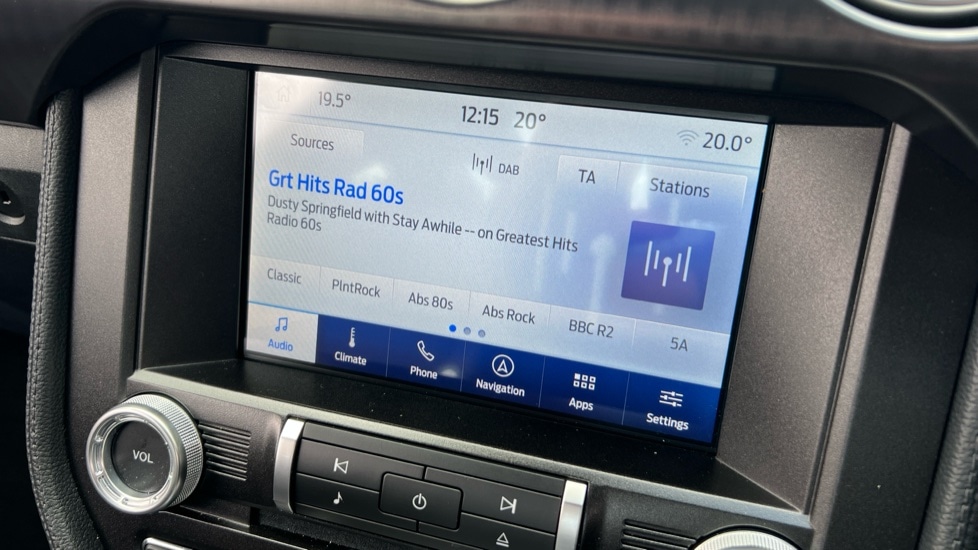 19.5°
12:15 20°
20.0°
Sources
DAB
TA
Stations
Grt Hits Rad 60s
Dusty Springfield with Stay Awhile -- on Greatest Hits
Radio 60s
Classic
PlntRock
Abs 80s
Abs Rock
BBC R2
5A
Audio
Climate
Phone
Navigation
Apps
Settings
VOL